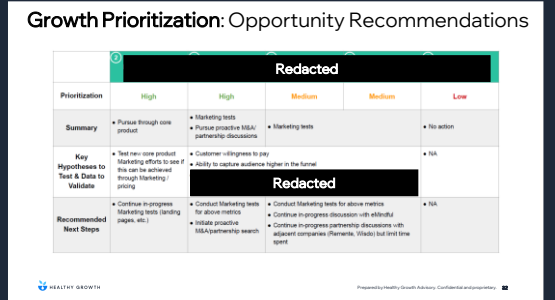 Growth Prioritization: Opportunity Recommendations
Redacted
Prioritization High High Medium Medium Low
Summary
• Pursue through core
product
• Marketing tests
• Pursue proactive M&A/
partnership discussions
• Marketing tests
• No action
Key
Hypotheses to
Test & Data to
Validate
• Test new core product
Marketing efforts to see if
this can be achieved
through Marketing /
pricing
• Customer willingness to pay
• Ability to capture audience higher in the funnel
Redacted
• NA
Recommended
Next Steps
• Continue in-progress
Marketing tests (landing
pages, etc.)
• Conduct Marketing tests
for above metrics
• Initiate proactive
M&A/partnership search
• Conduct Marketing tests for above metrics
• Continue in-progress discussion with eMindful
• Continue in-progress partnership discussions with
adjacent companies (Remente, Wisdo) but limit time
spent
• NA
HEALTHY GROWTH
Prepared by Healthy Growth Advisory. Confidential and proprietary.